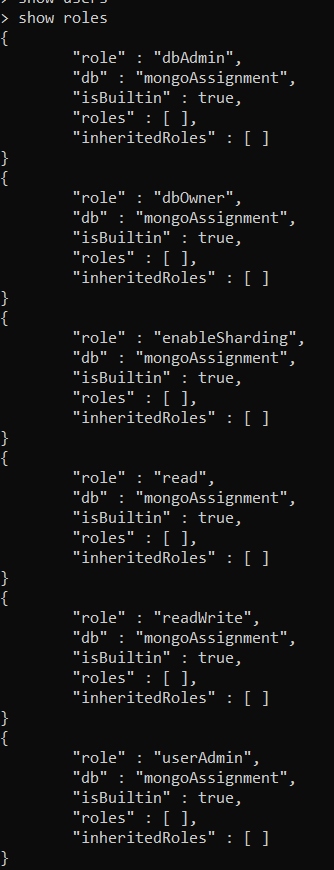 > show users
> show roles
{
        "role" : "dbAdmin",
        "db" : "mongoAssignment",
        "isBuiltin" : true,
        "roles" : [ ],
        "inheritedRoles" : [ ]
}
{
        "role" : "dbOwner",
        "db" : "mongoAssignment",
        "isBuiltin" : true,
        "roles" : [ ],
        "inheritedRoles" : [ ]
}
{
        "role" : "enableSharding",
        "db" : "mongoAssignment",
        "isBuiltin" : true,
        "roles" : [ ],
        "inheritedRoles" : [ ]
}
{
        "role" : "read",
        "db" : "mongoAssignment",
        "isBuiltin" : true,
        "roles" : [ ],
        "inheritedRoles" : [ ]
}
{
        "role" : "readWrite",
        "db" : "mongoAssignment",
        "isBuiltin" : true,
        "roles" : [ ],
        "inheritedRoles" : [ ]
}
{
        "role" : "userAdmin",
        "db" : "mongoAssignment",
        "isBuiltin" : true,
        "roles" : [ ],
        "inheritedRoles" : [ ]
}